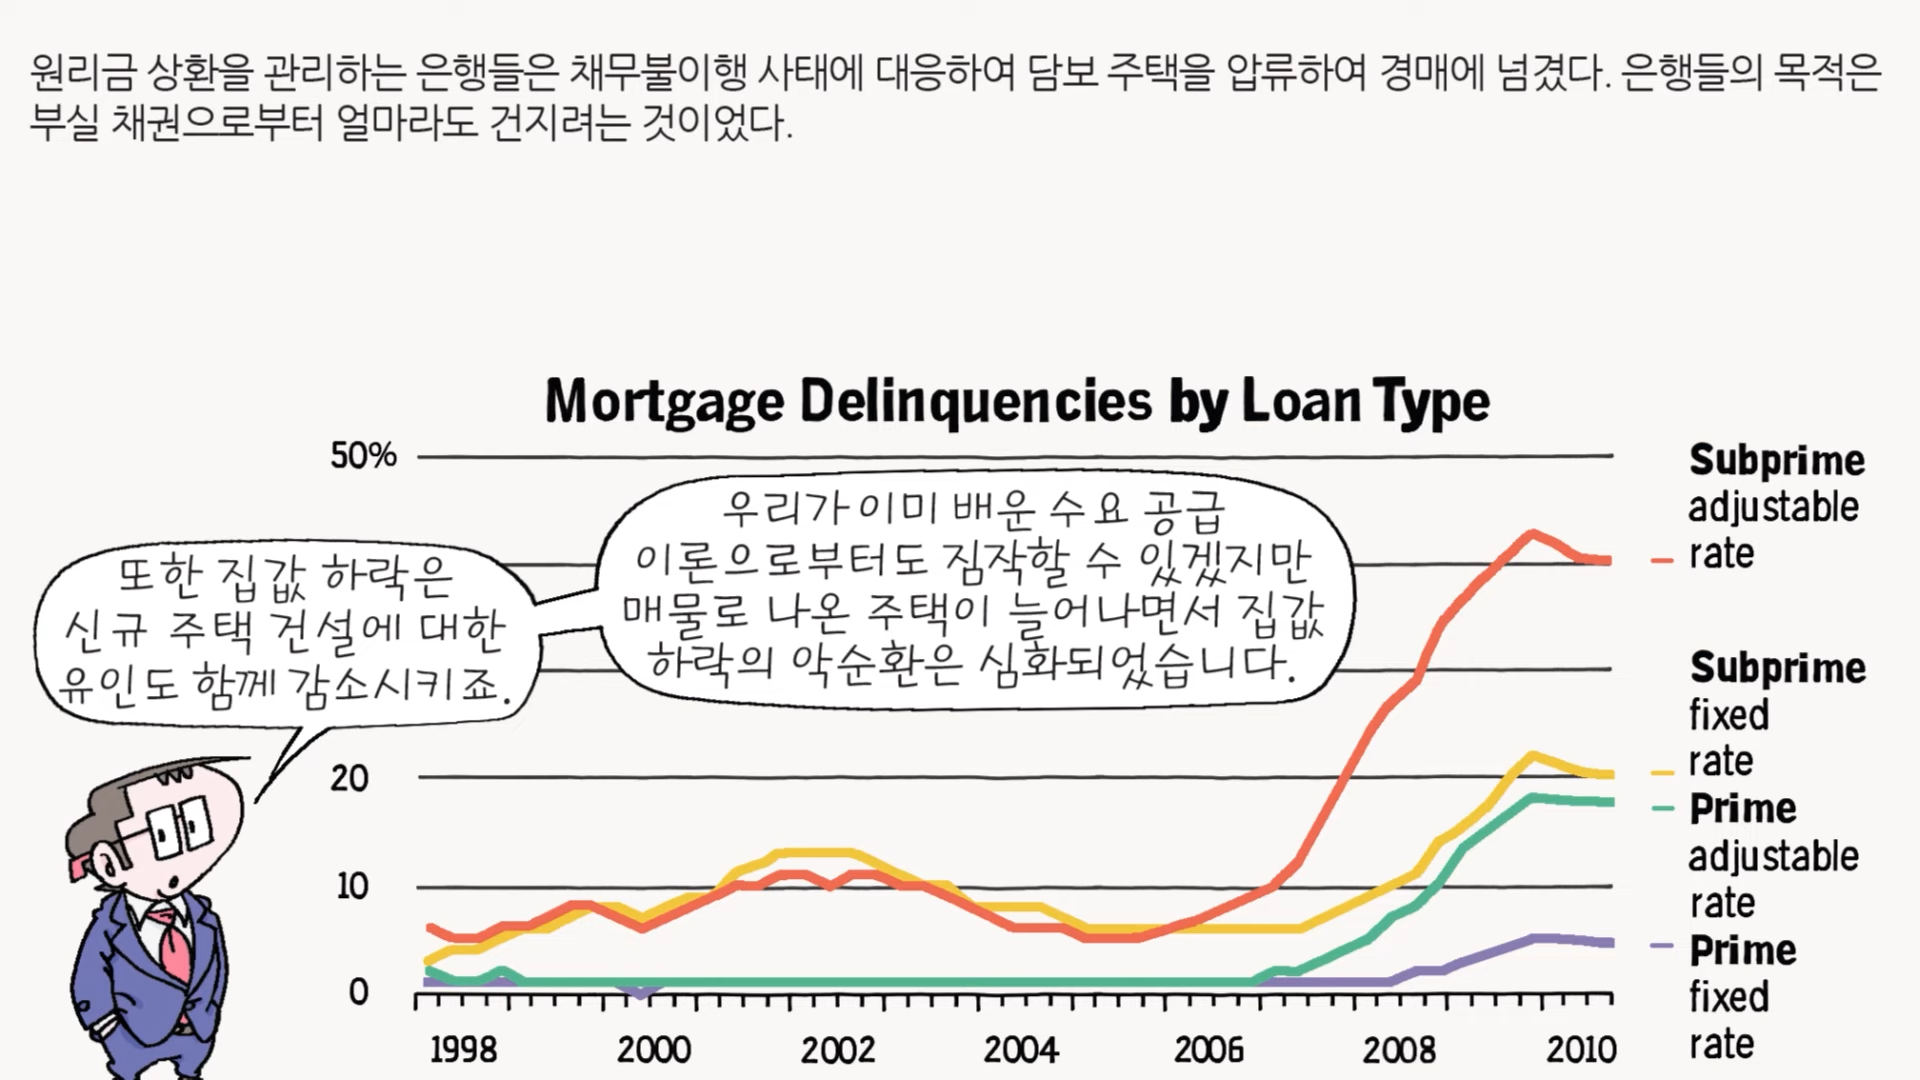 원리금 상환을 관리하는 은행들은 채무불이행 사태에 대응하여 담보 주택을 압류하여 경매에 넘겼다. 은행들의 목적은
부실 채권으로부터 얼마라도 건지려는 것이었다.
Mortgage Delinquencies by Loan Type
50%
20
10
0
우리가 이미 배운 수요 공급
이론으로부터도 짐작할 수 있겠지만
매물로 나온 주택이 늘어나면서 집값
하락의 악순환은 심화되었습니다.
또한 집값 하락은
신규 주택 건설에 대한
유인도 함께 감소시키죠.
Subprime
adjustable
rate
Subprime
fixed
rate
Prime
adjustable
rate
Prime
fixed
rate
1998 2000 2002 2004 2006 2008 2010